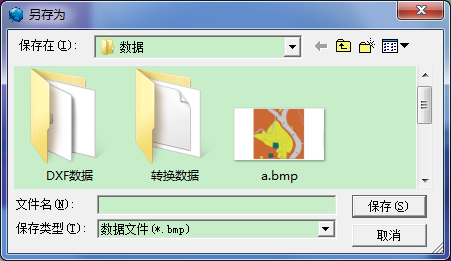 另存为
保存在(I): 数据
DXF数据 转换数据 a.bmp
文件名(N): 保存(S)
保存类型(T): 数据文件(*.bmp) 取消